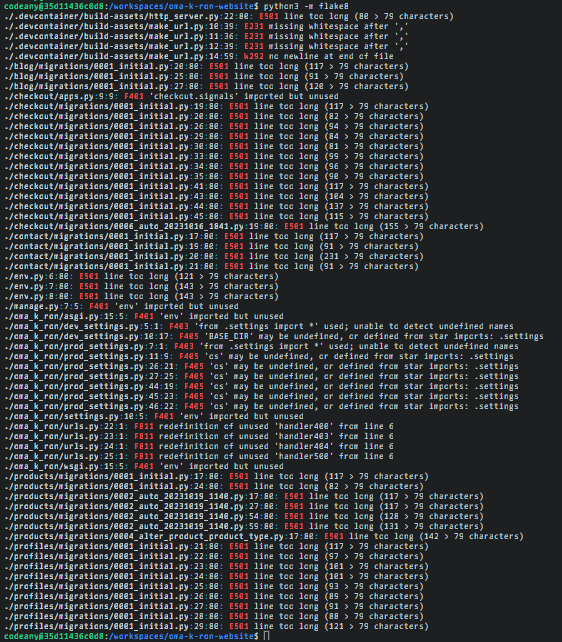 codeany@35d11436c0d8:/workspaces/oma-k-ron-website$ python3 -m flake8
./.devcontainer/build-assets/http_server.py:22:80: E501 line too long (80 > 79 characters)
./.devcontainer/build-assets/make_url.py:10:39: E231 missing whitespace after ','
./.devcontainer/build-assets/make_url.py:11:36: E231 missing whitespace after ','
./.devcontainer/build-assets/make_url.py:12:39: E231 missing whitespace after ','
./.devcontainer/build-assets/make_url.py:14:59: W292 no newline at end of file
./blog/migrations/0001_initial.py:20:80: E501 line too long (117 > 79 characters)
./blog/migrations/0001_initial.py:25:80: E501 line too long (91 > 79 characters)
./blog/migrations/0001_initial.py:27:80: E501 line too long (120 > 79 characters)
./checkout/apps.py:9:9: F401 'checkout.signals' imported but unused
./checkout/migrations/0001_initial.py:19:80: E501 line too long (117 > 79 characters)
./checkout/migrations/0001_initial.py:20:80: E501 line too long (82 > 79 characters)
./checkout/migrations/0001_initial.py:26:80: E501 line too long (94 > 79 characters)
./checkout/migrations/0001_initial.py:29:80: E501 line too long (84 > 79 characters)
./checkout/migrations/0001_initial.py:30:80: E501 line too long (81 > 79 characters)
./checkout/migrations/0001_initial.py:33:80: E501 line too long (99 > 79 characters)
./checkout/migrations/0001_initial.py:34:80: E501 line too long (96 > 79 characters)
./checkout/migrations/0001_initial.py:35:80: E501 line too long (90 > 79 characters)
./checkout/migrations/0001_initial.py:41:80: E501 line too long (117 > 79 characters)
./checkout/migrations/0001_initial.py:43:80: E501 line too long (104 > 79 characters)
./checkout/migrations/0001_initial.py:44:80: E501 line too long (137 > 79 characters)
./checkout/migrations/0001_initial.py:45:80: E501 line too long (115 > 79 characters)
./checkout/migrations/0006_auto_20231016_1841.py:19:80: E501 line too long (155 > 79 characters)
./contact/migrations/0001_initial.py:17:80: E501 line too long (117 > 79 characters)
./contact/migrations/0001_initial.py:19:80: E501 line too long (91 > 79 characters)
./contact/migrations/0001_initial.py:20:80: E501 line too long (231 > 79 characters)
./contact/migrations/0001_initial.py:21:80: E501 line too long (91 > 79 characters)
./env.py:6:80: E501 line too long (121 > 79 characters)
./env.py:7:80: E501 line too long (143 > 79 characters)
./env.py:8:80: E501 line too long (143 > 79 characters)
./manage.py:7:5: F401 'env' imported but unused
./oma_k_ron/asgi.py:15:5: F401 'env' imported but unused
./oma_k_ron/dev_settings.py:5:1: F403 'from .settings import *' used; unable to detect undefined names
./oma_k_ron/dev_settings.py:10:17: F405 'BASE_DIR' may be undefined, or defined from star imports: .settings
./oma_k_ron/prod_settings.py:7:1: F403 'from .settings import *' used; unable to detect undefined names
./oma_k_ron/prod_settings.py:11:9: F405 'os' may be undefined, or defined from star imports: .settings
./oma_k_ron/prod_settings.py:26:21: F405 'os' may be undefined, or defined from star imports: .settings
./oma_k_ron/prod_settings.py:27:25: F405 'os' may be undefined, or defined from star imports: .settings
./oma_k_ron/prod_settings.py:44:19: F405 'os' may be undefined, or defined from star imports: .settings
./oma_k_ron/prod_settings.py:45:23: F405 'os' may be undefined, or defined from star imports: .settings
./oma_k_ron/prod_settings.py:46:22: F405 'os' may be undefined, or defined from star imports: .settings
./oma_k_ron/settings.py:10:5: F401 'env' imported but unused
./oma_k_ron/urls.py:22:1: F811 redefinition of unused 'handler400' from line 6
./oma_k_ron/urls.py:23:1: F811 redefinition of unused 'handler403' from line 6
./oma_k_ron/urls.py:24:1: F811 redefinition of unused 'handler404' from line 6
./oma_k_ron/urls.py:25:1: F811 redefinition of unused 'handler500' from line 6
./oma_k_ron/wsgi.py:15:5: F401 'env' imported but unused
./products/migrations/0001_initial.py:17:80: E501 line too long (117 > 79 characters)
./products/migrations/0001_initial.py:24:80: E501 line too long (82 > 79 characters)
./products/migrations/0002_auto_20231019_1140.py:17:80: E501 line too long (117 > 79 characters)
./products/migrations/0002_auto_20231019_1140.py:27:80: E501 line too long (117 > 79 characters)
./products/migrations/0002_auto_20231019_1140.py:54:80: E501 line too long (128 > 79 characters)
./products/migrations/0002_auto_20231019_1140.py:59:80: E501 line too long (131 > 79 characters)
./products/migrations/0004_alter_product_product_type.py:17:80: E501 line too long (142 > 79 characters)
./profiles/migrations/0001_initial.py:21:80: E501 line too long (117 > 79 characters)
./profiles/migrations/0001_initial.py:22:80: E501 line too long (97 > 79 characters)
./profiles/migrations/0001_initial.py:23:80: E501 line too long (101 > 79 characters)
./profiles/migrations/0001_initial.py:24:80: E501 line too long (101 > 79 characters)
./profiles/migrations/0001_initial.py:25:80: E501 line too long (93 > 79 characters)
./profiles/migrations/0001_initial.py:26:80: E501 line too long (89 > 79 characters)
./profiles/migrations/0001_initial.py:27:80: E501 line too long (91 > 79 characters)
./profiles/migrations/0001_initial.py:28:80: E501 line too long (88 > 79 characters)
./profiles/migrations/0001_initial.py:29:80: E501 line too long (121 > 79 characters)
codeany@35d11436c0d8:/workspaces/oma-k-ron-website$